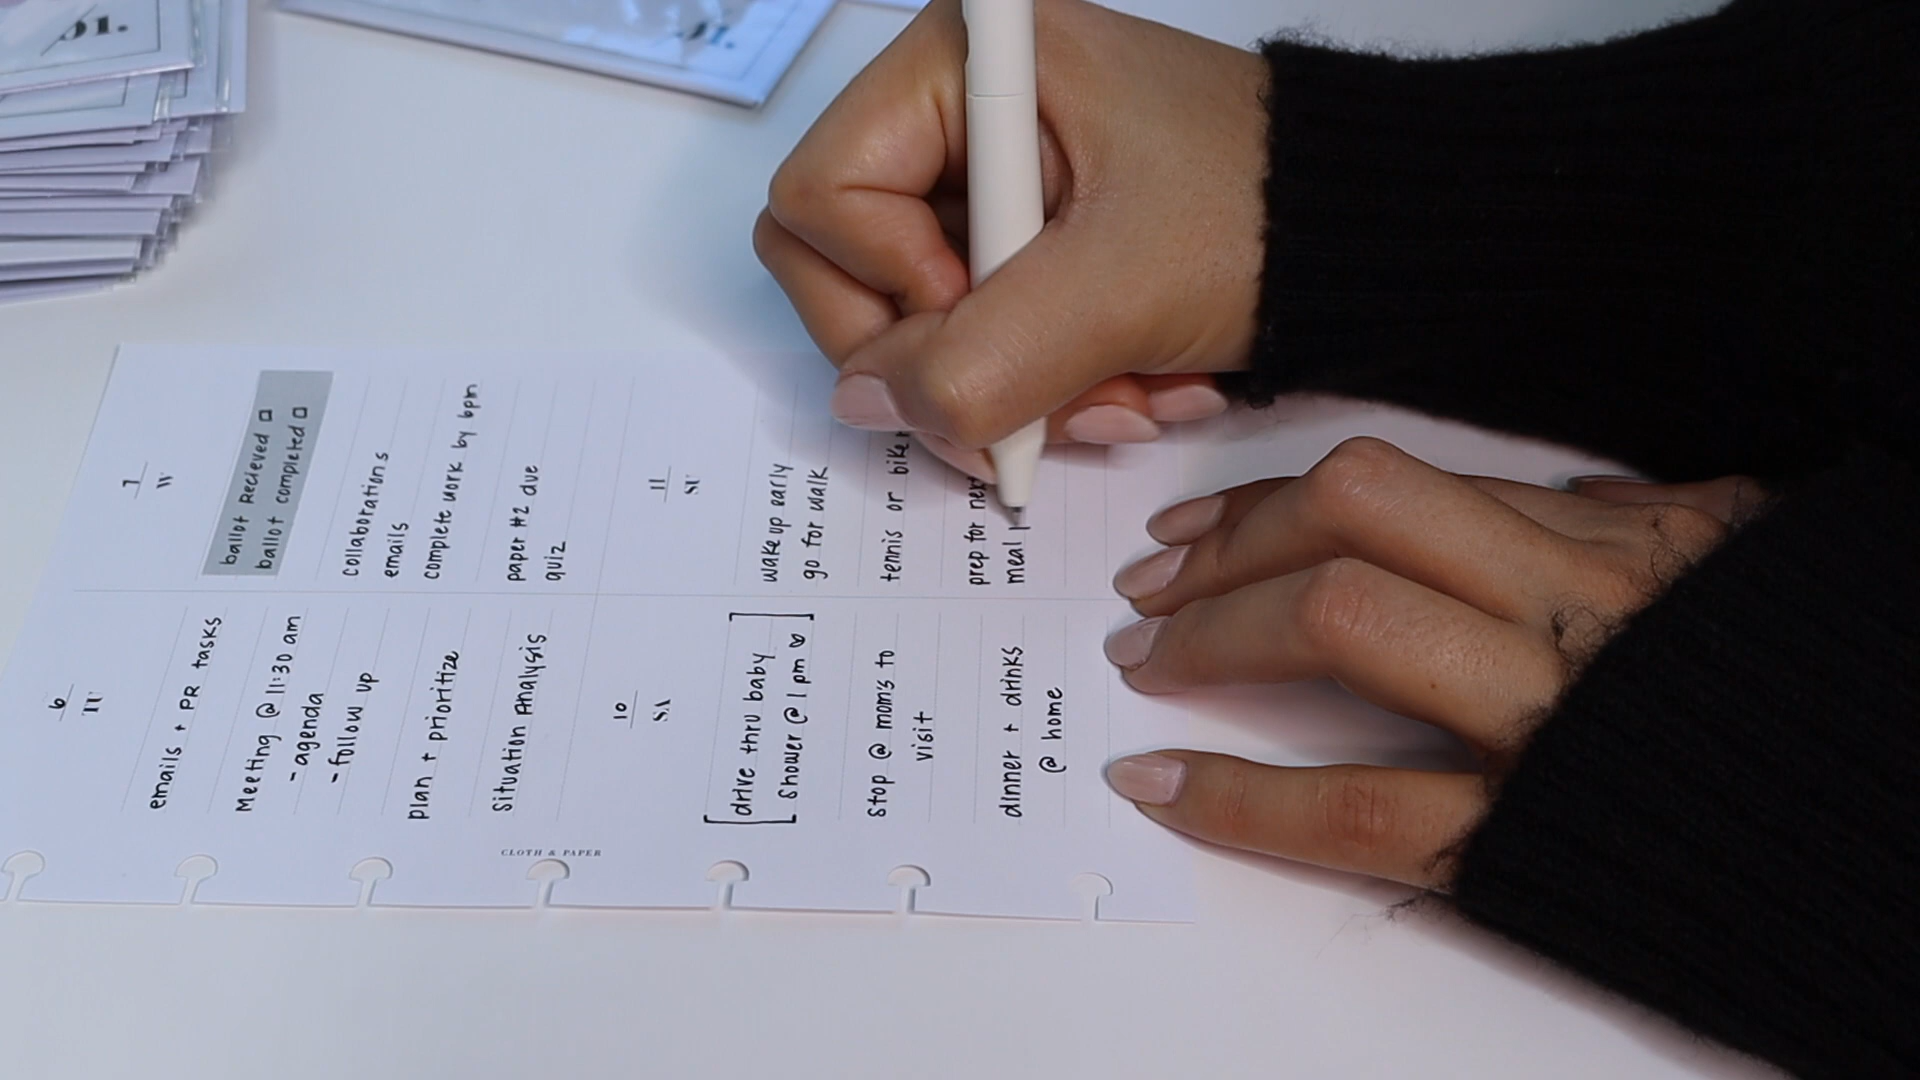 6
TU
emails + PR tasks
Meeting @ 11:30 am
- agenda
- follow up
plan + prioritize
Situation Analysis
7
W
ballot Recieved □
ballot completed □
collaborations
emails
complete work by 6pm
paper #2 due
quiz
10
SA
[drive thru baby]
[shower @ 1 pm ♡]
stop @ mom's to
visit
dinner + drinks
@ home
11
SU
wake up early
go for walk
tennis or bike
prep for
meal
CLOTH & PAPER
91.
91.